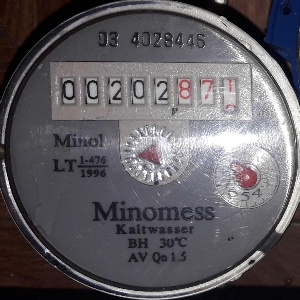 03 4028446
00202871
Minol
LT 1-476
1996
Minomess
Kaltwasser
BH 30°C
AV Qn 1.5